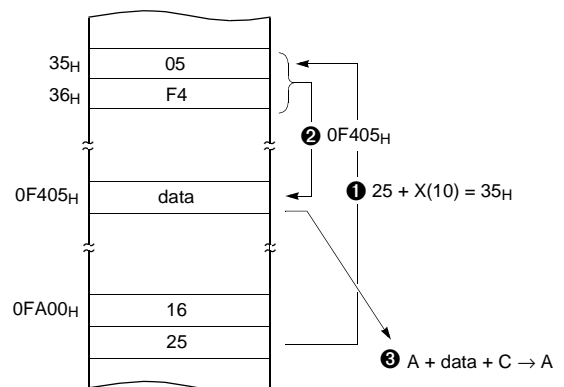 35H 05
36H F4
❷ 0F405H
0F405H data
❶ 25 + X(10) = 35H
0FA00H 16
25
❸ A + data + C → A